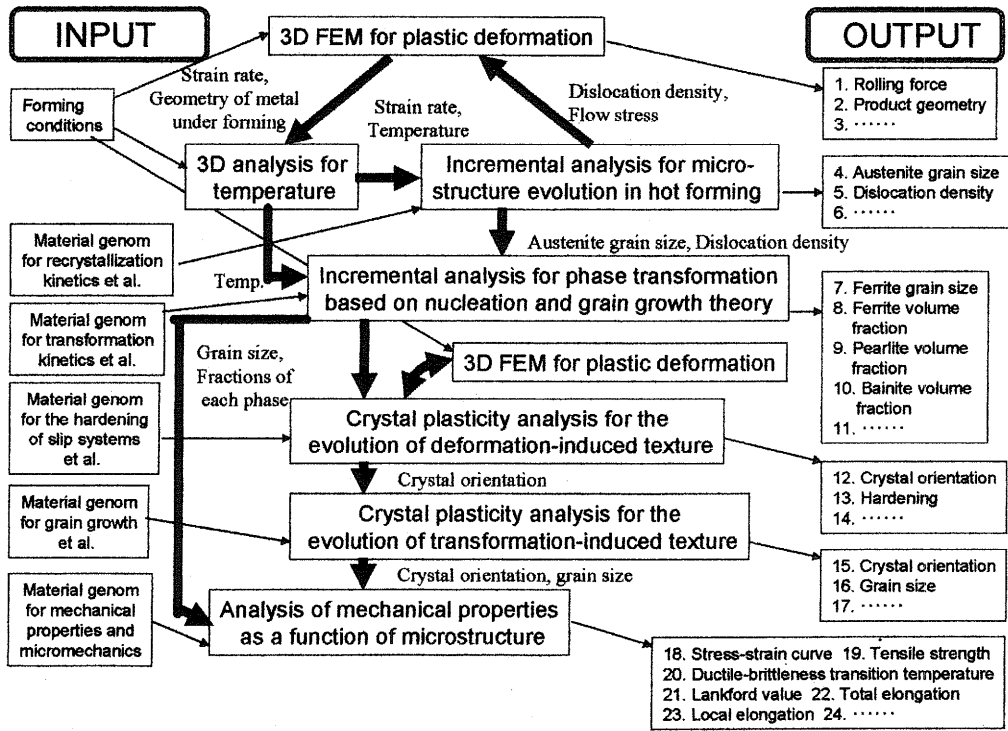 INPUT
3D FEM for plastic deformation
OUTPUT
Forming
conditions
Strain rate,
Geometry of metal
under forming
Strain rate,
Temperature
Dislocation density,
Flow stress
1. Rolling force
2. Product geometry
3. ······
3D analysis for
temperature
Incremental analysis for micro-
structure evolution in hot forming
4. Austenite grain size
5. Dislocation density
6. ······
Material genom
for recrystallization
kinetics et al.
Austenite grain size, Dislocation density
Temp.
Incremental analysis for phase transformation
based on nucleation and grain growth theory
7. Ferrite grain size
8. Ferrite volume
fraction
9. Pearlite volume
fraction
10. Bainite volume
fraction
11. ······
Material genom
for transformation
kinetics et al.
Grain size,
Fractions of
each phase
3D FEM for plastic deformation
Material genom
for the hardening
of slip systems
et al.
Crystal plasticity analysis for the
evolution of deformation-induced texture
12. Crystal orientation
13. Hardening
14. ······
Crystal orientation
Material genom
for grain growth
et al.
Crystal plasticity analysis for the
evolution of transformation-induced texture
15. Crystal orientation
16. Grain size
17. ······
Crystal orientation, grain size
Material genom
for mechanical
properties and
micromechanics
Analysis of mechanical properties
as a function of microstructure
18. Stress-strain curve 19. Tensile strength
20. Ductile-brittleness transition temperature
21. Lankford value 22. Total elongation
23. Local elongation 24. ······